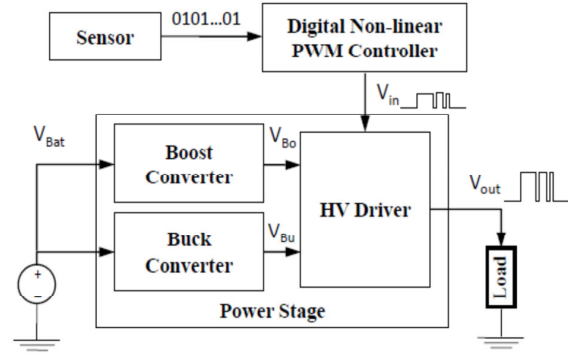 Sensor
0101...01
Digital Non-linear
PWM Controller
V_in
V_Bat
Boost
Converter
V_Bo
HV Driver
V_out
Buck
Converter
V_Bu
+
−
Load
Power Stage